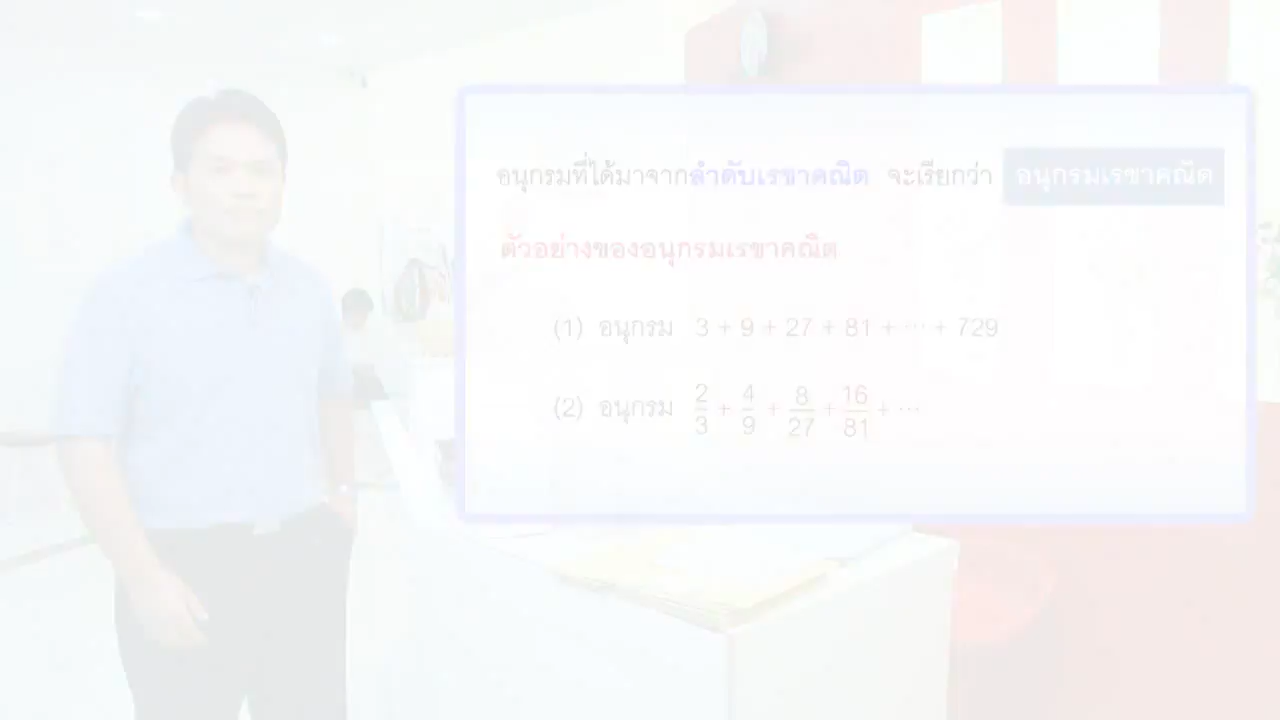 อนุกรมที่ได้มาจากลำดับเรขาคณิต จะเรียกว่า อนุกรมเรขาคณิต
ตัวอย่างของอนุกรมเรขาคณิต
(1) อนุกรม 3 + 9 + 27 + 81 + ⋯ + 729
(2) อนุกรม 2/3 + 4/9 + 8/27 + 16/81 + ⋯